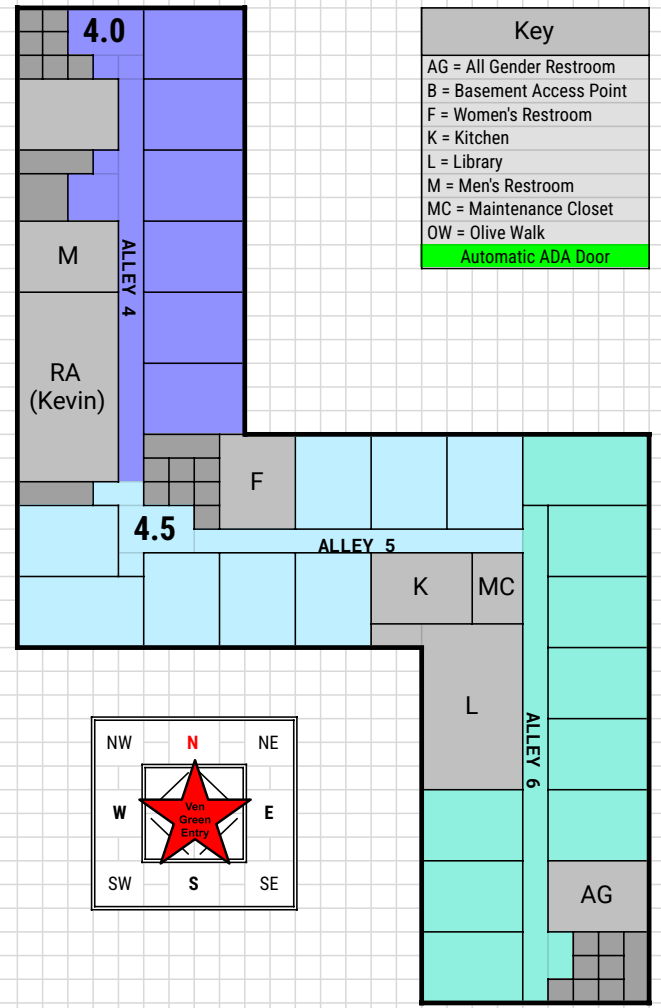 4.0
Key
AG = All Gender Restroom
B = Basement Access Point
F = Women's Restroom
K = Kitchen
L = Library
M = Men's Restroom
MC = Maintenance Closet
OW = Olive Walk
Automatic ADA Door
M
ALLEY 4
RA
(Kevin)
F
4.5
ALLEY 5
K
MC
L
ALLEY 6
NW
N
NE
W
Ven
Green
Entry
E
SW
S
SE
AG